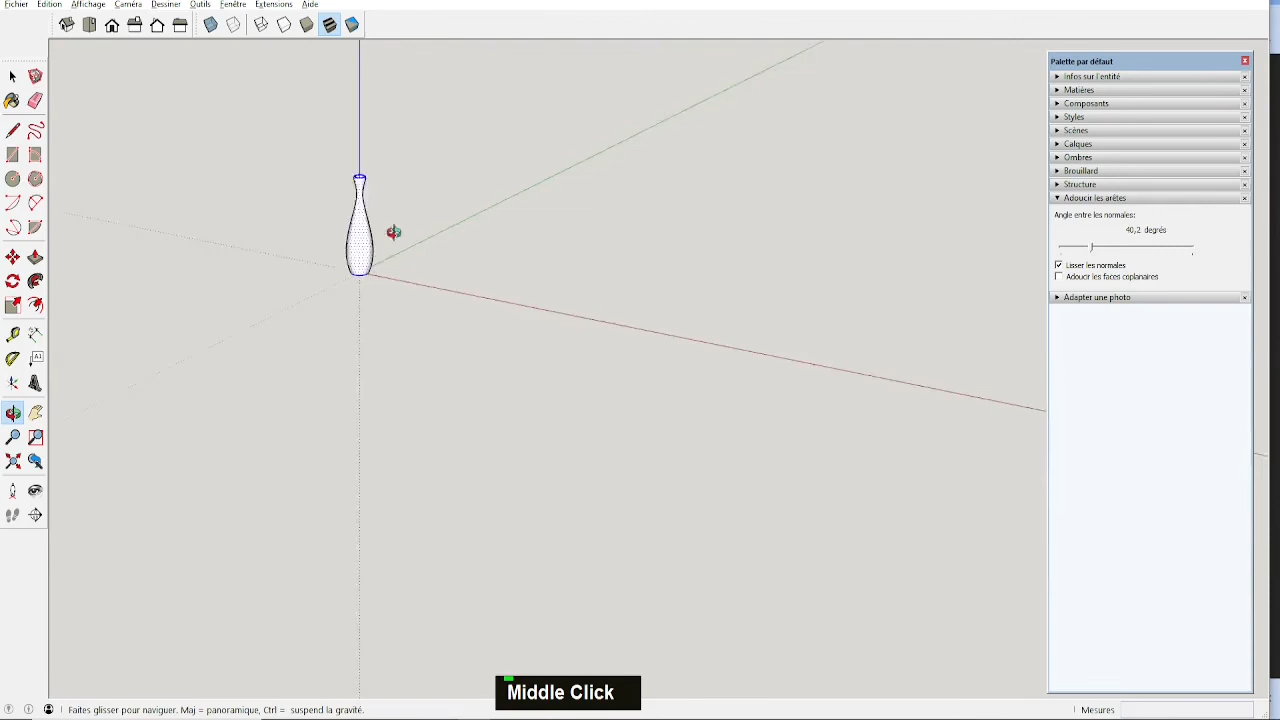 Fichier Edition Affichage Caméra Dessiner Outils Fenêtre Extensions Aide
Palette par défaut
Infos sur l'entité
Matières
Composants
Styles
Scènes
Calques
Ombres
Brouillard
Structure
Adoucir les arêtes
Angle entre les normales:
40,2 degrés
Lisser les normales
Adoucir les faces coplanaires
Adapter une photo
A1
Middle Click
Faites glisser pour naviguer. Maj = panoramique, Ctrl = suspend la gravité.
Mesures